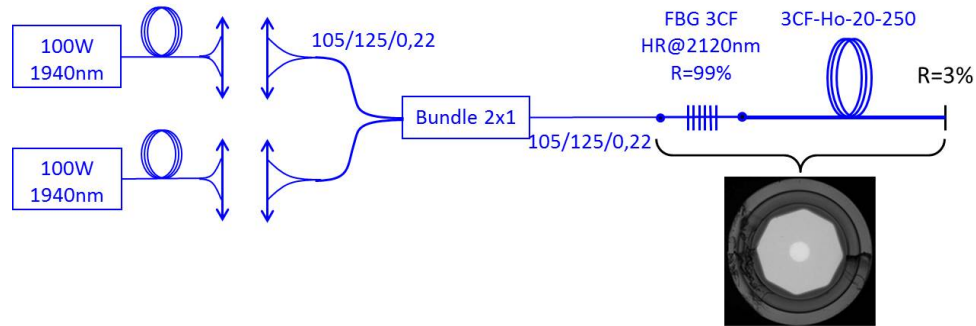 100W
1940nm
100W
1940nm
105/125/0,22
Bundle 2x1
105/125/0,22
FBG 3CF
HR@2120nm
R=99%
3CF-Ho-20-250
R=3%